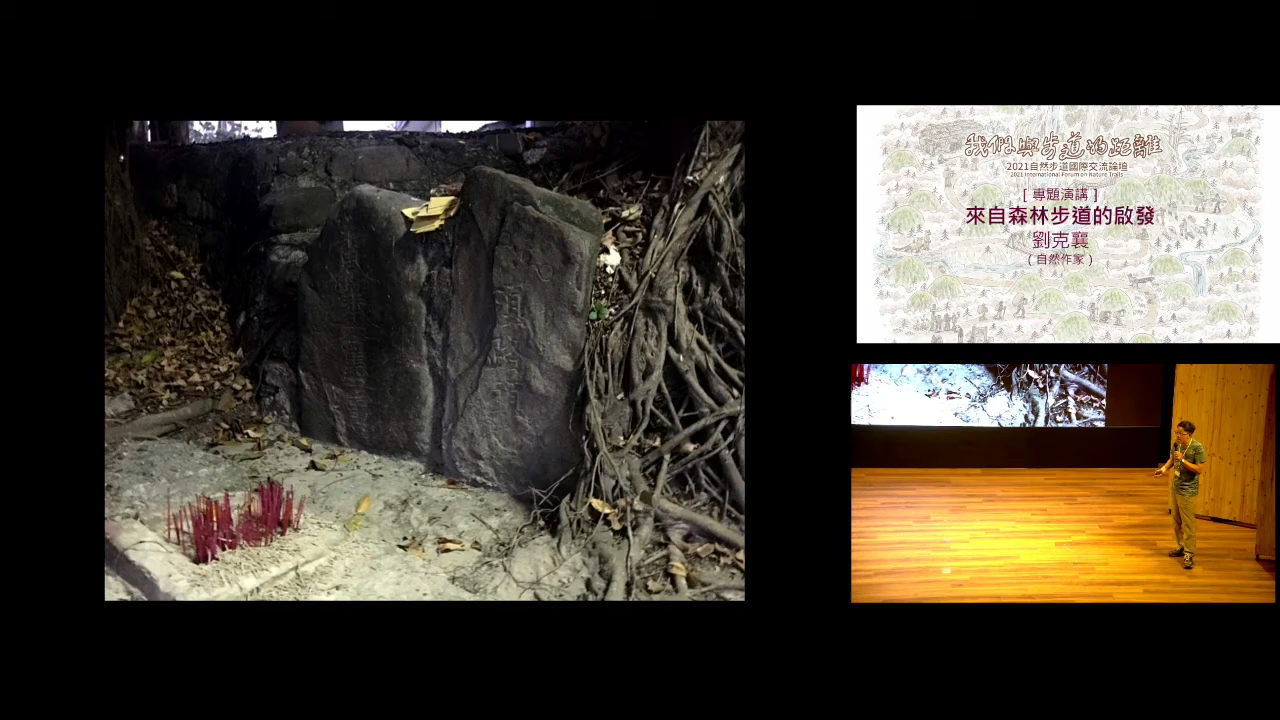 我們與步道的距離
2021自然步道國際交流論壇
2021 International Forum on Nature Trails
[ 專題演講 ]
來自森林步道的啟發
劉克襄
( 自然作家 )